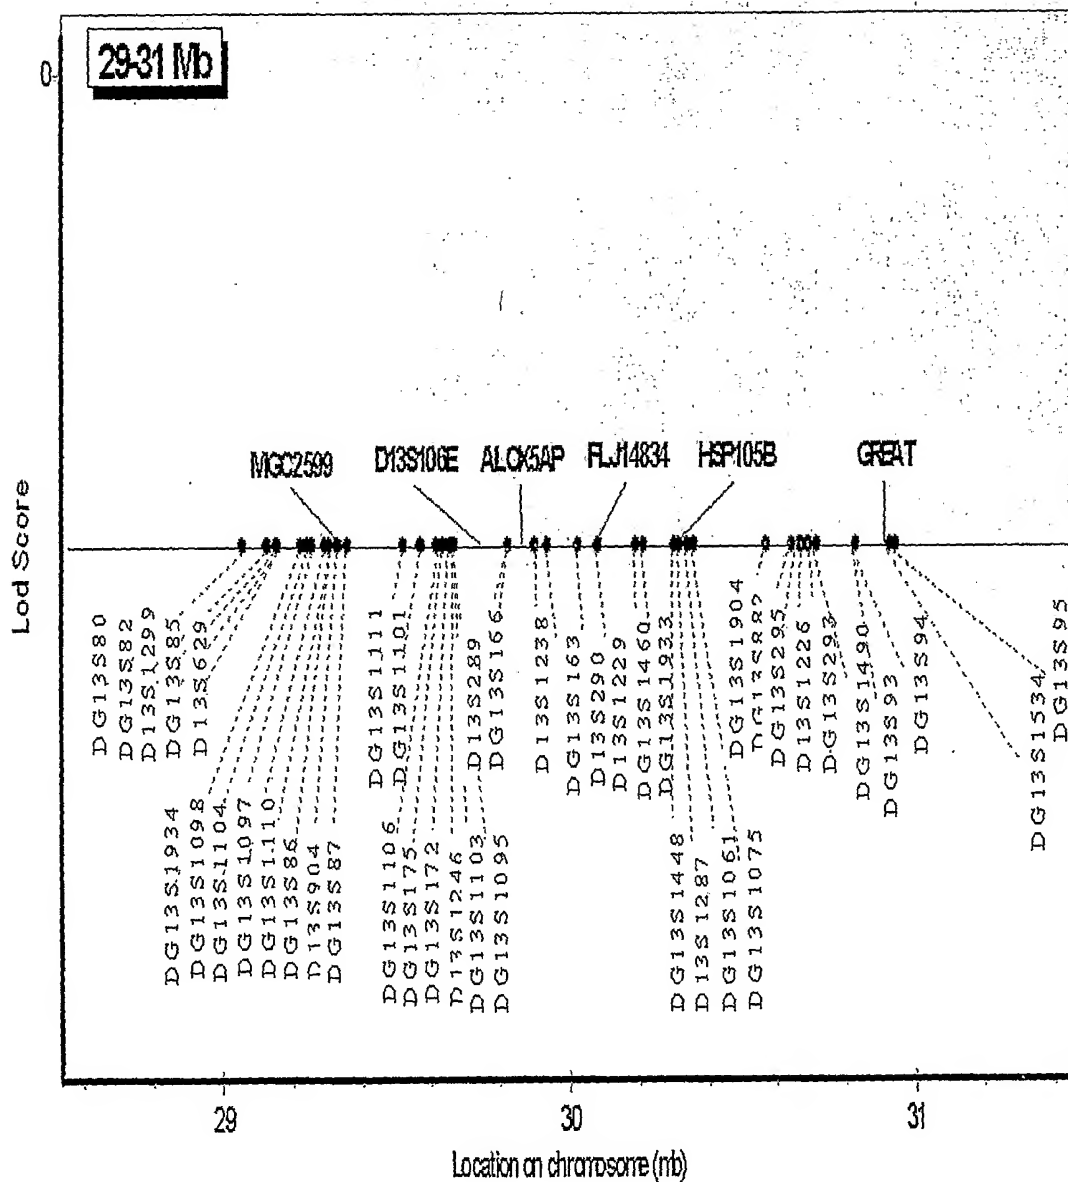 29-31 Mb
0
Lod Score
MGC2599
D13S106E
ALOX5AP
FLJ14834
HSP105B
GREAT
DG13S80
DG13S82
D13S1299
DG13S85
D13S629
DG13S1934
DG13S1098
DG13S1104
DG13S1097
DG13S1110
DG13S86
D13S904
DG13S87
DG13S1111
DG13S1101
DG13S1106
DG13S175
DG13S172
D13S1246
DG13S1103
DG13S1095
D13S289
DG13S166
D13S1238
DG13S163
D13S290
D13S1229
DG13S1460
DG13S1933
DG13S1448
D13S1287
DG13S1061
DG13S1075
DG13S1904
DG13S882
DG13S295
D13S1226
DG13S293
DG13S1490
DG13S93
DG13S94
DG13S1534
DG13S95
29
30
31
Location on chromosome (mb)